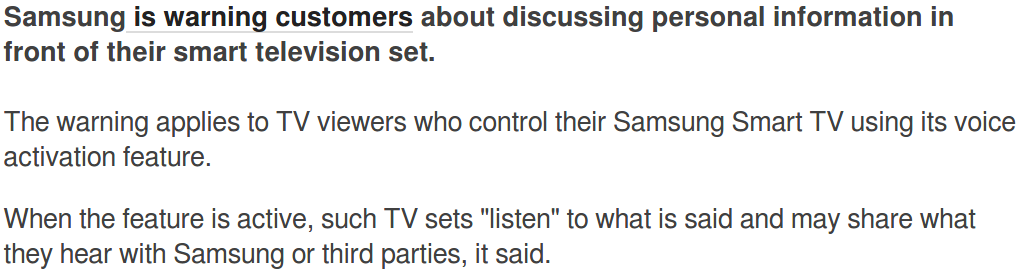 Samsung is warning customers about discussing personal information in
front of their smart television set.
The warning applies to TV viewers who control their Samsung Smart TV using its voice
activation feature.
When the feature is active, such TV sets "listen" to what is said and may share what
they hear with Samsung or third parties, it said.